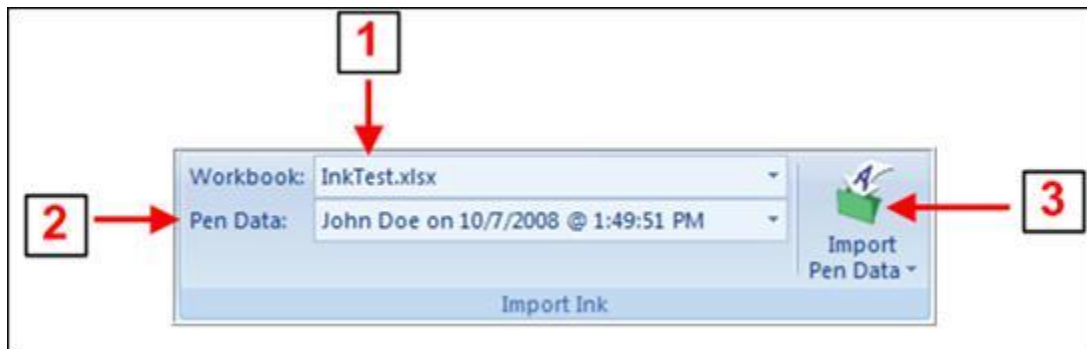 1
Workbook: InkTest.xlsx
2
Pen Data: John Doe on 10/7/2008 @ 1:49:51 PM
3
Import
Pen Data
Import Ink